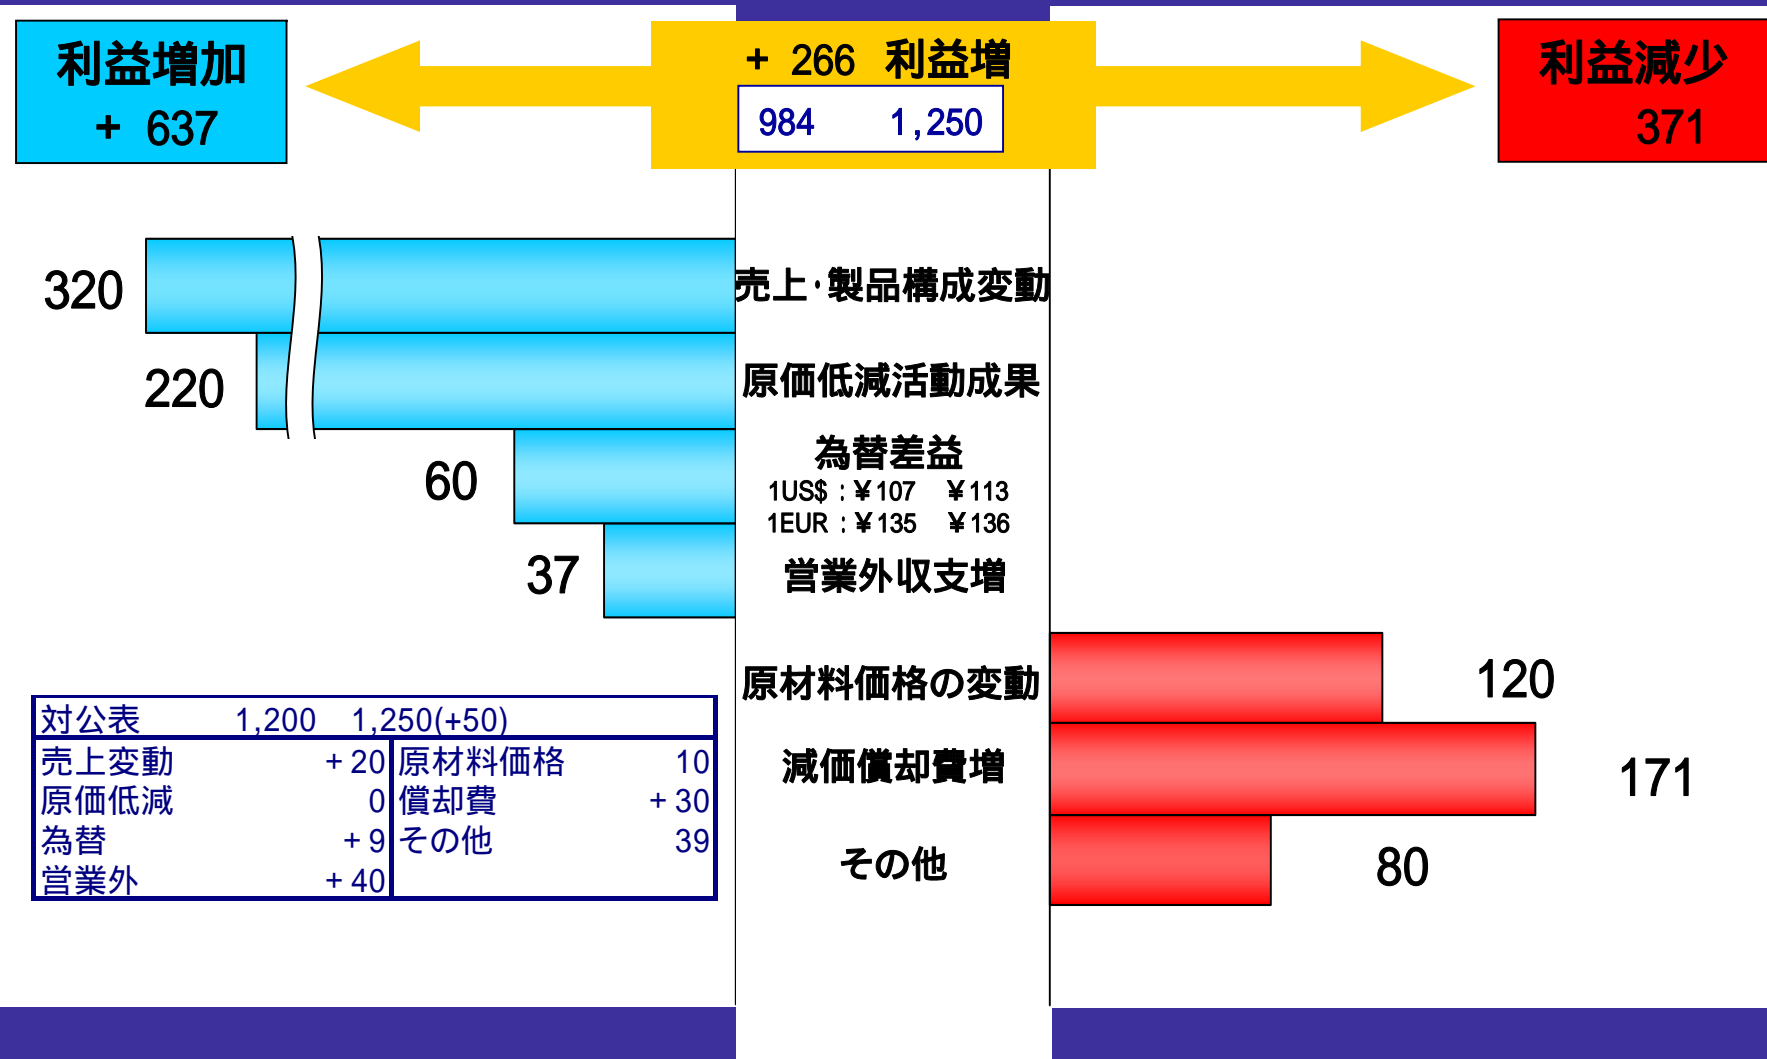 利益増加
+ 637
+ 266 利益増
984 1,250
利益減少
371
320
売上･製品構成変動
220
原価低減活動成果
60
為替差益
1US$ : ¥107 ¥113
1EUR : ¥135 ¥136
37
営業外収支増
原材料価格の変動
120
減価償却費増
171
その他
80
対公表 1,200 1,250(+50)
売上変動 + 20 原材料価格 10
原価低減 0 償却費 + 30
為替 + 9 その他 39
営業外 + 40